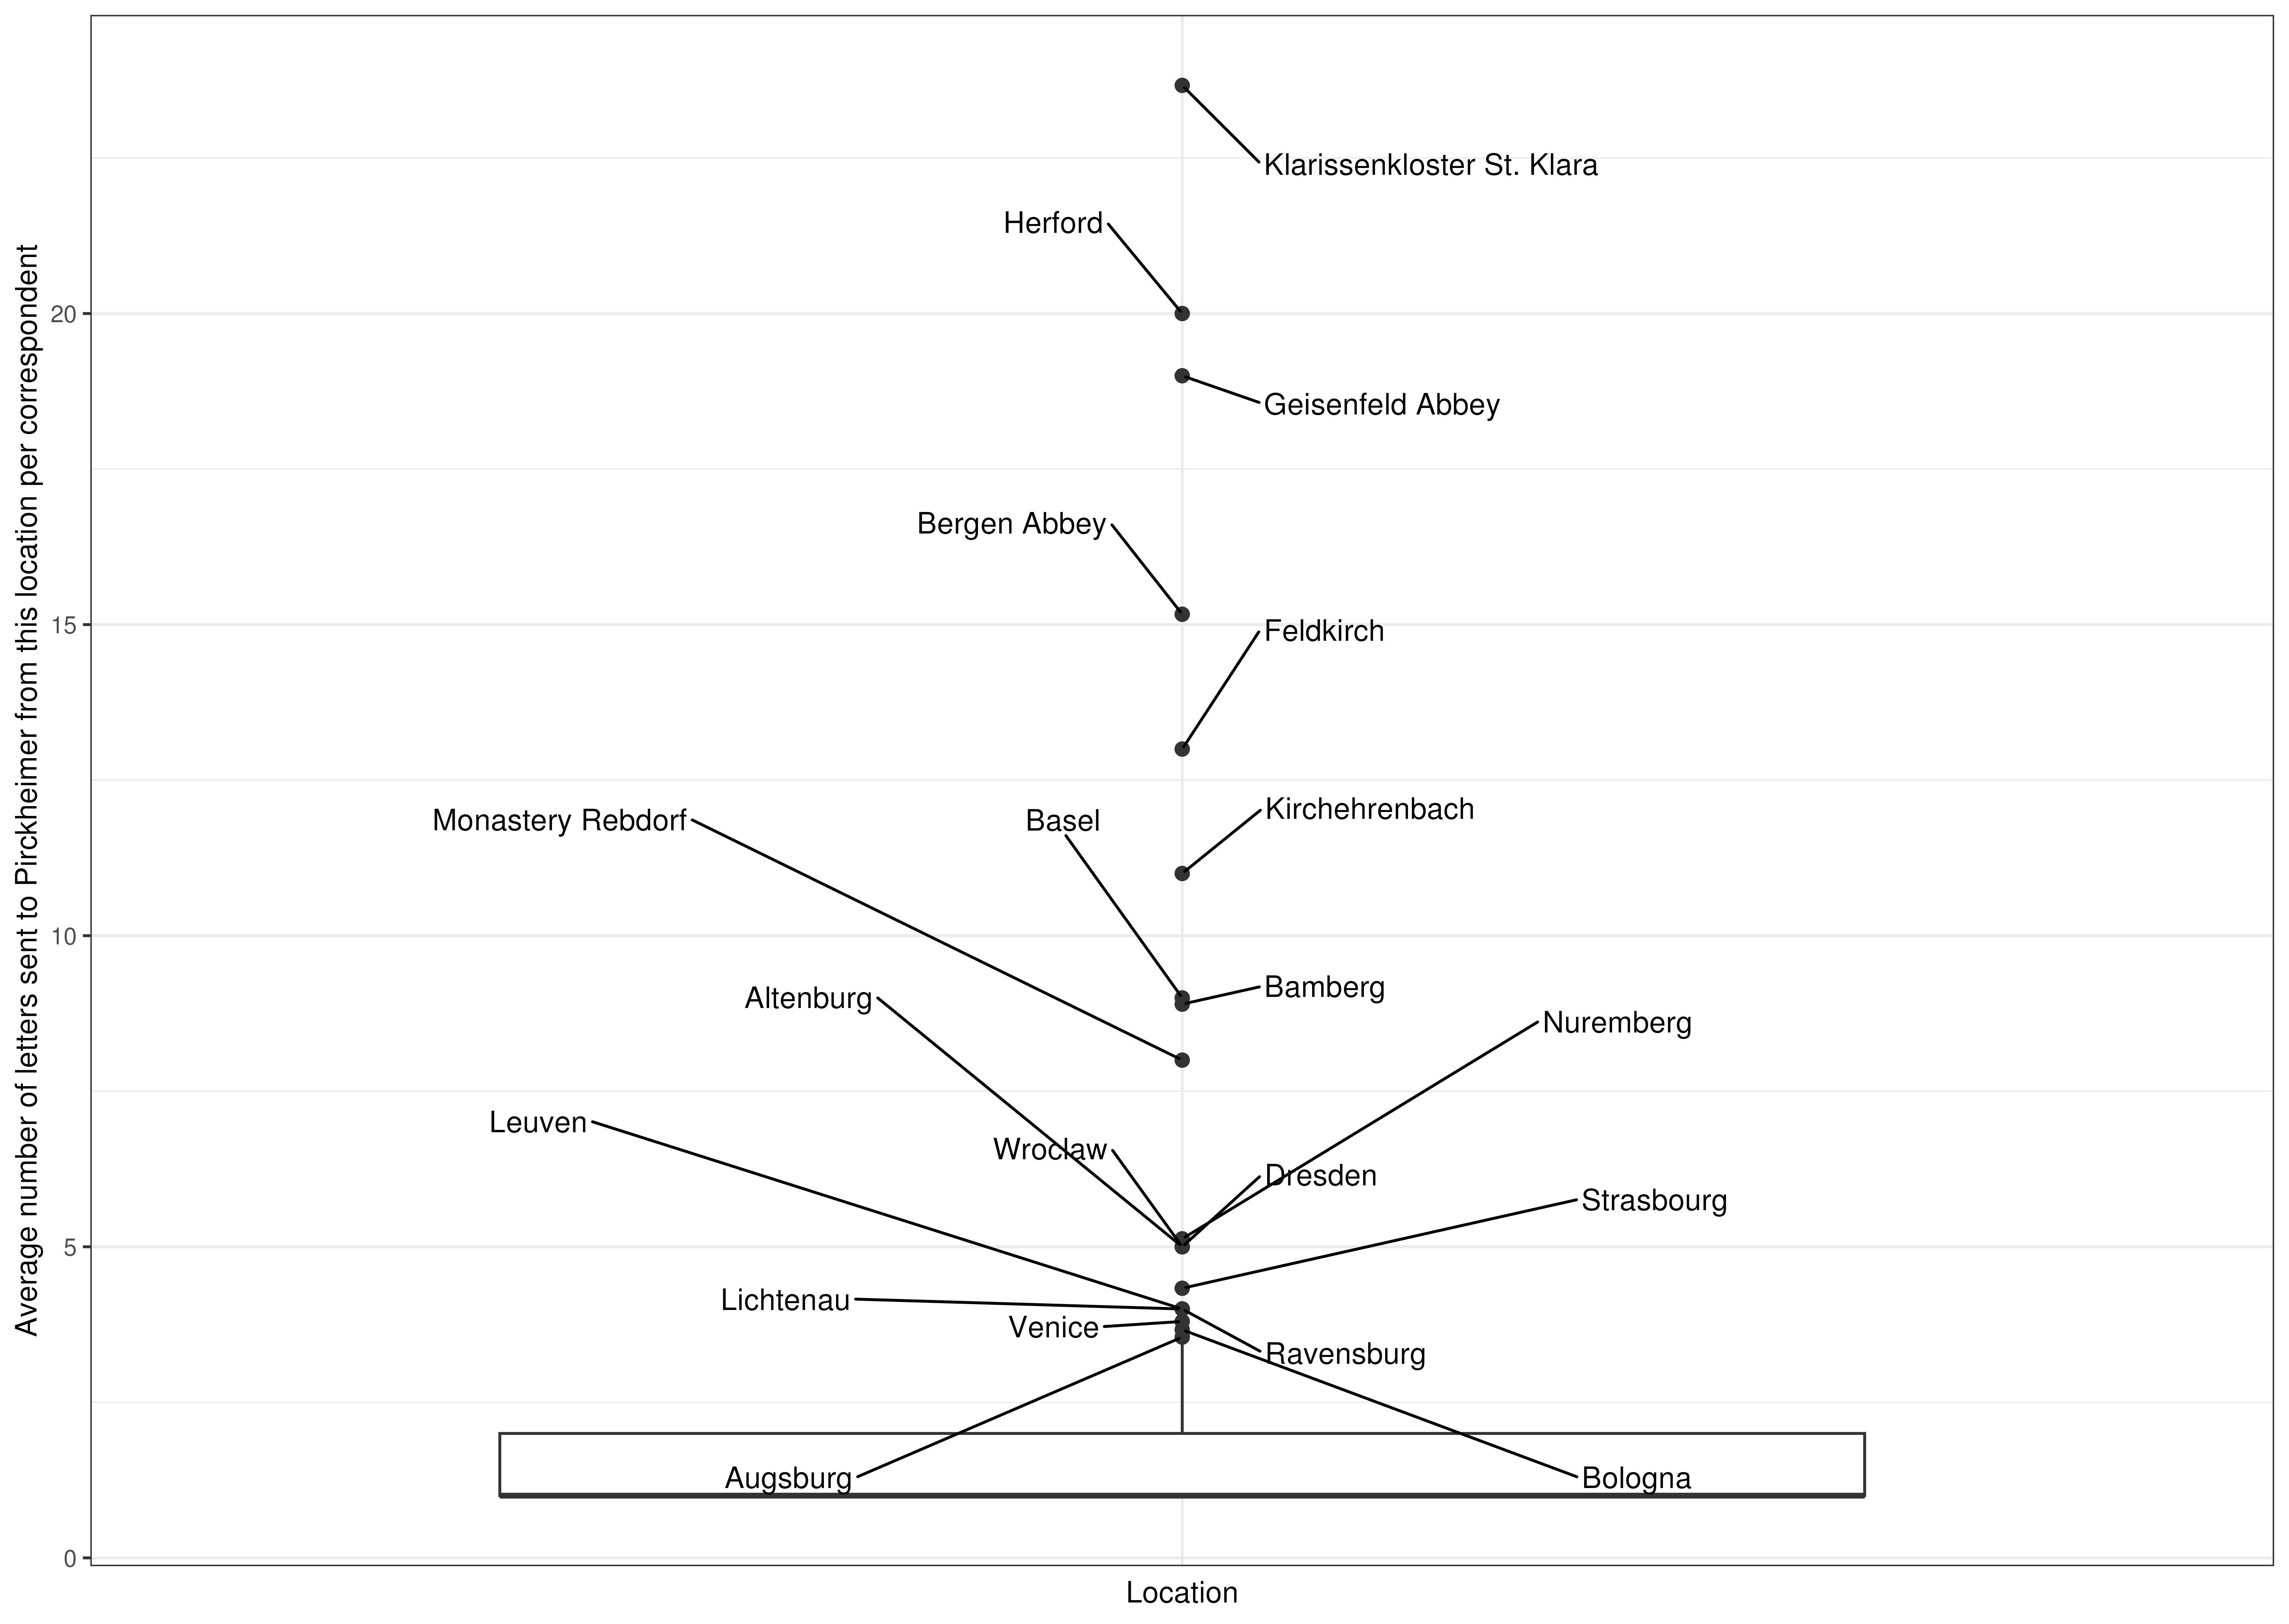 Average number of letters sent to Pirckheimer from this location per correspondent
Klarissenkloster St. Klara
Herford
20
Geisenfeld Abbey
Bergen Abbey
15
Feldkirch
Kirchehrenbach
Monastery Rebdorf
Basel
10
Bamberg
Altenburg
Nuremberg
Leuven
Wroclaw
Dresden
Strasbourg
5
Lichtenau
Venice
Ravensburg
Augsburg
Bologna
0
Location